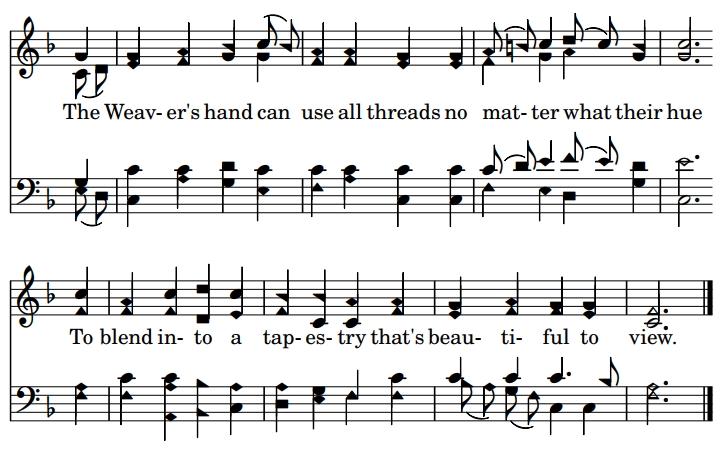 The Weav- er's hand can use all threads no mat- ter what their hue
To blend in- to a tap- es- try that's beau- ti- ful to view.